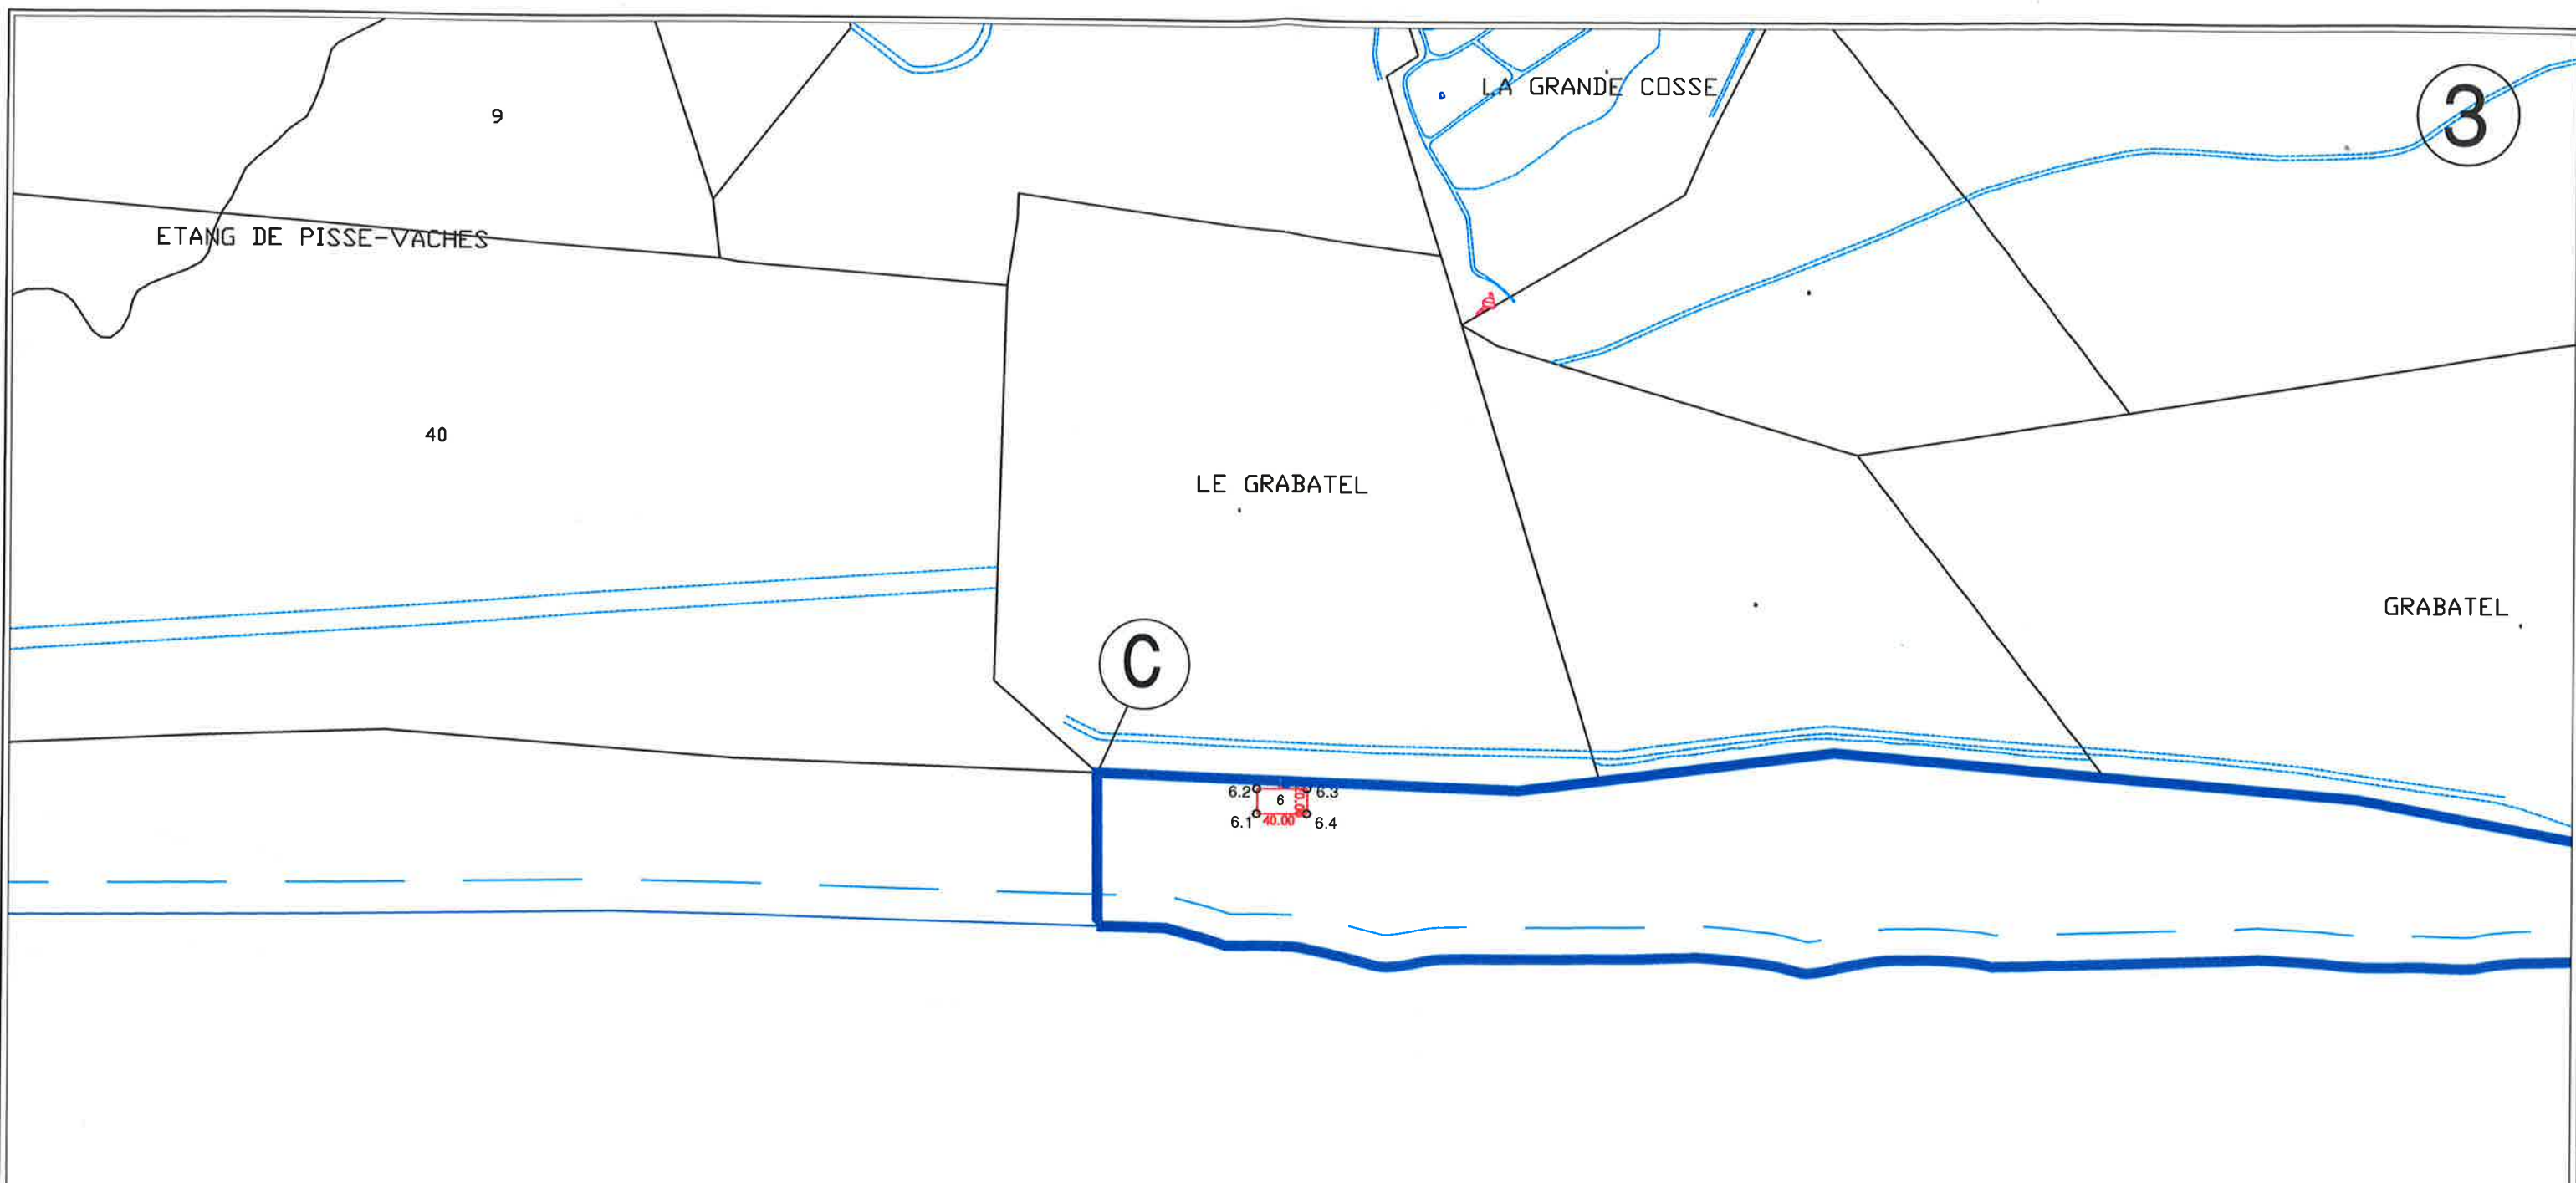 LA GRANDE COSSE
3
9
ETANG DE PISSE-VACHES
40
LE GRABATEL
GRABATEL
C
6.2
6
6.3
6.1
40.00
6.4